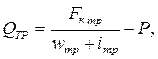 Q_TP = F_к тр / (w_тр + i_тр) − P,